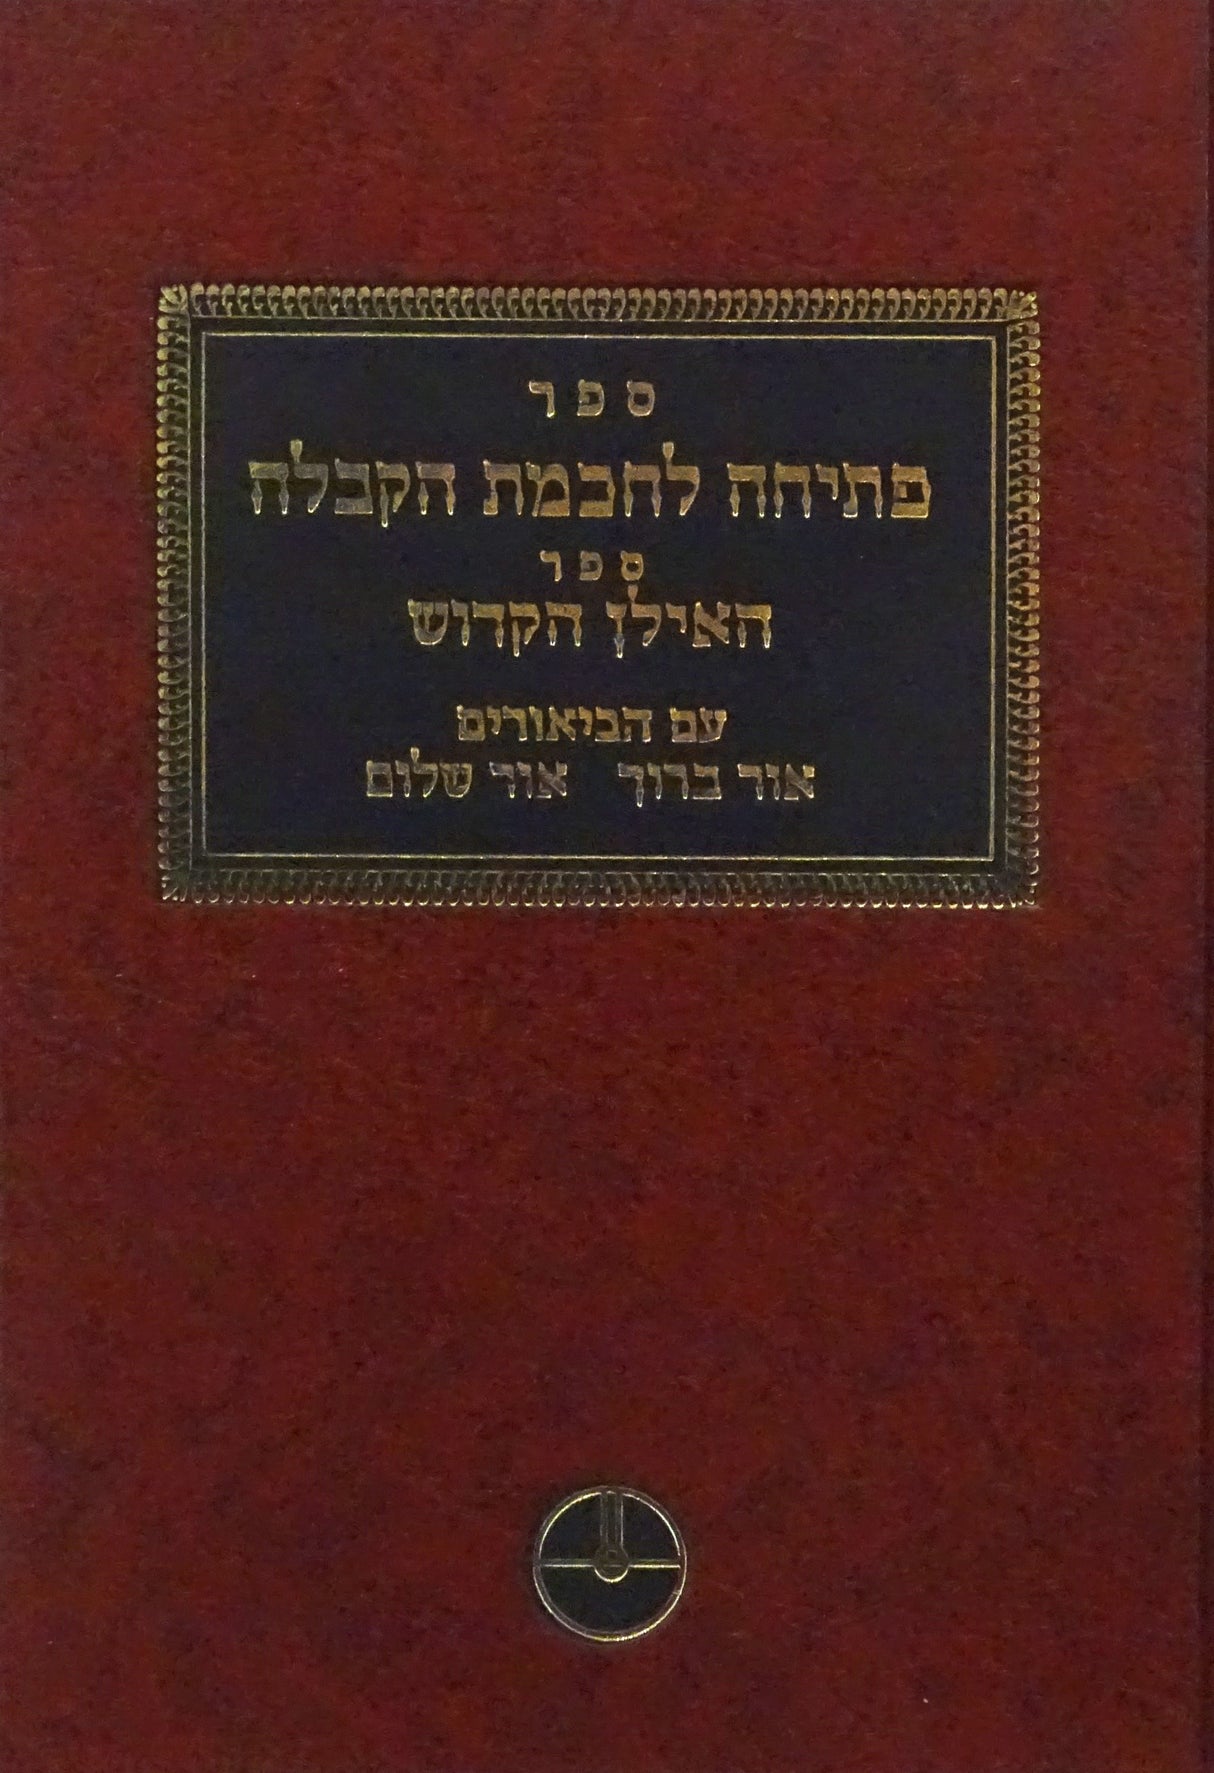 ספר
פתיחה לחכמת הקבלה
ספר
האילן הקדוש
עם הביאורים
אור ברוך אור שלום